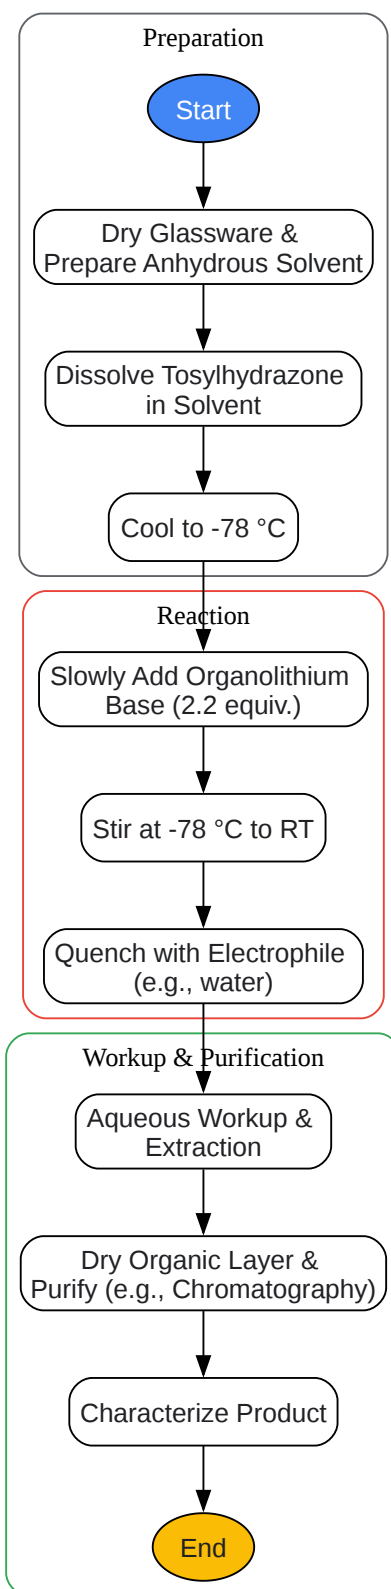 Preparation
Start
Dry Glassware &
Prepare Anhydrous Solvent
Dissolve Tosylhydrazone
in Solvent
Cool to -78 °C
Reaction
Slowly Add Organolithium
Base (2.2 equiv.)
Stir at -78 °C to RT
Quench with Electrophile
(e.g., water)
Workup & Purification
Aqueous Workup &
Extraction
Dry Organic Layer &
Purify (e.g., Chromatography)
Characterize Product
End